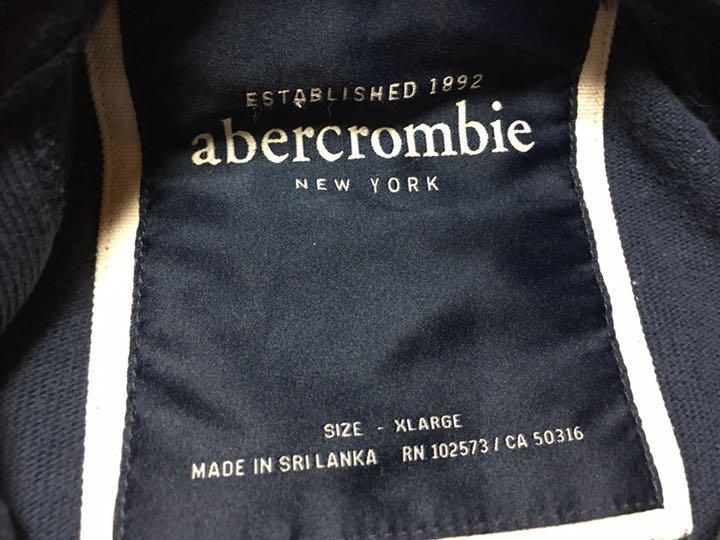 ESTABLISHED 1892
abercrombie
NEW YORK
SIZE - XLARGE
MADE IN SRI LANKA RN 102573 / CA 50316